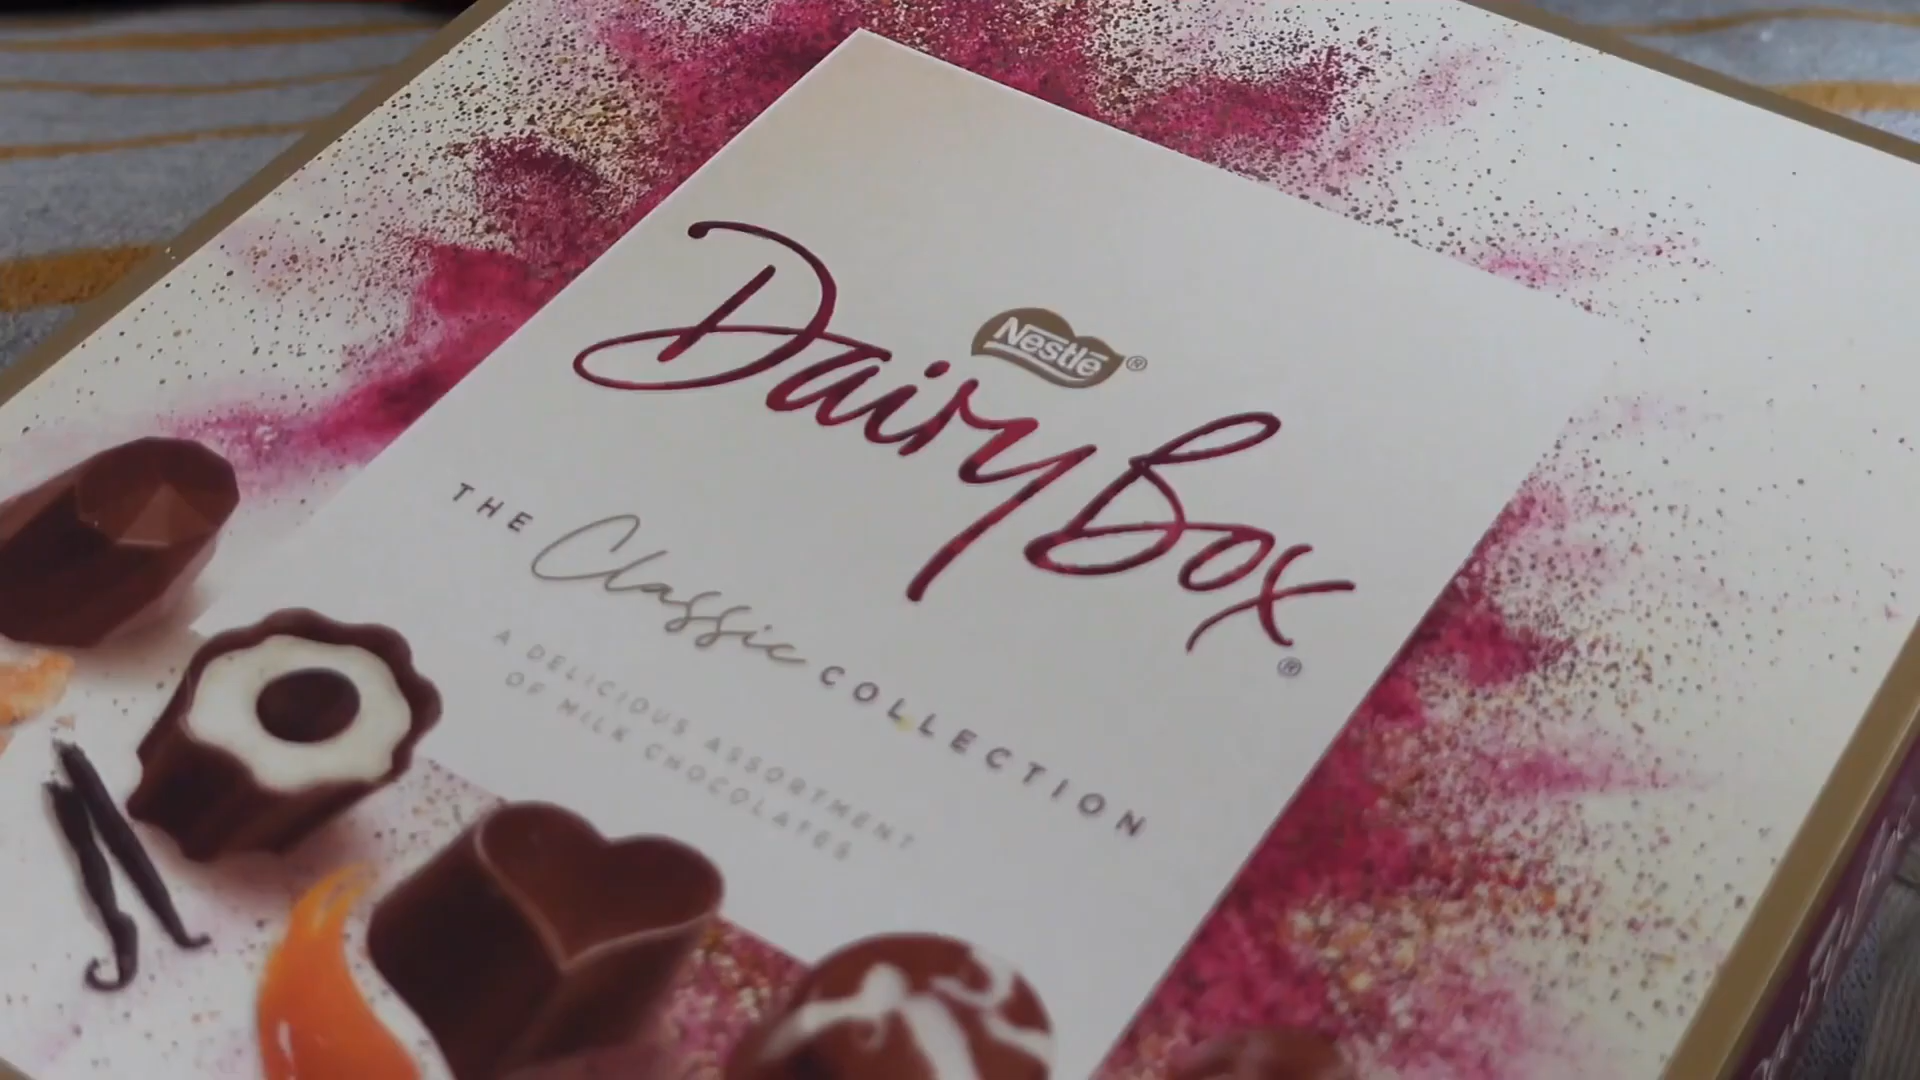 Nestlé®
Dairy Box®
THE Classic COLLECTION
A DELICIOUS ASSORTMENT
OF MILK CHOCOLATES